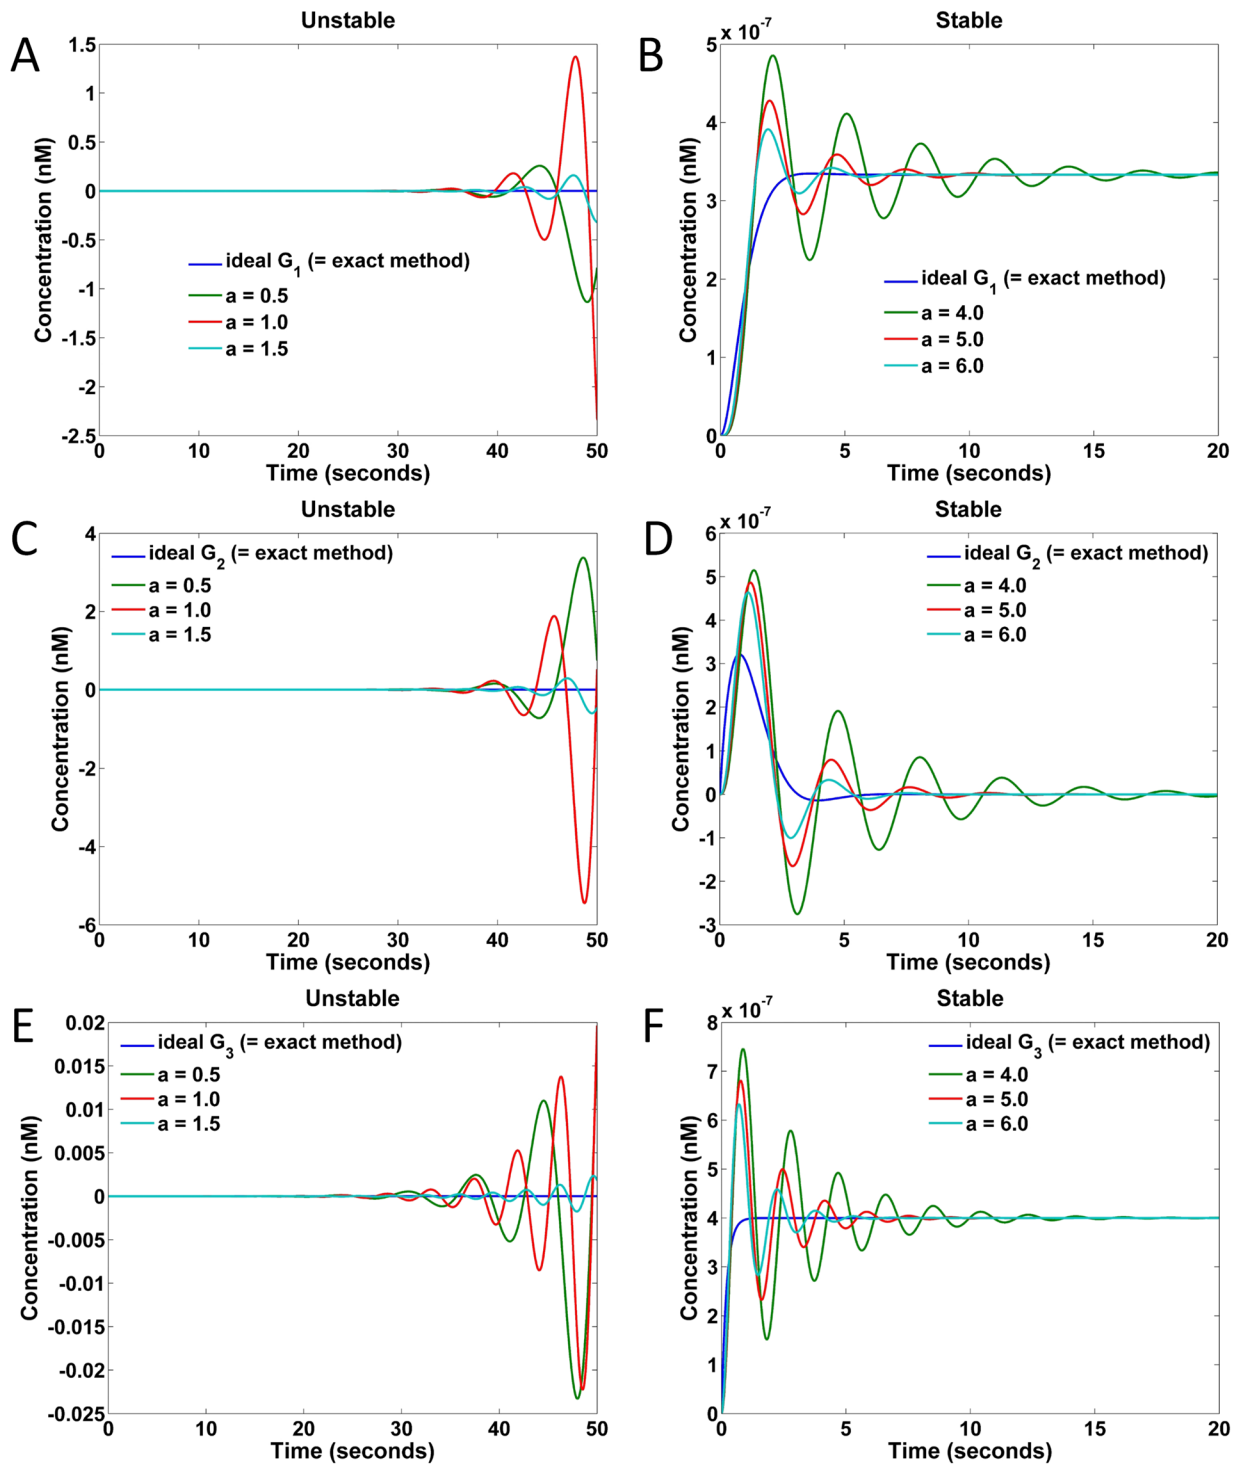 Unstable
A
1.5
1
0.5
0
-0.5
-1
-1.5
-2
-2.5
Concentration (nM)
ideal G1 (= exact method)
a = 0.5
a = 1.0
a = 1.5
0 10 20 30 40 50
Time (seconds)
Stable
B
x 10-7
5
4
3
2
1
0
Concentration (nM)
ideal G1 (= exact method)
a = 4.0
a = 5.0
a = 6.0
0 5 10 15 20
Time (seconds)
Unstable
C
4
2
0
-2
-4
-6
Concentration (nM)
ideal G2 (= exact method)
a = 0.5
a = 1.0
a = 1.5
0 10 20 30 40 50
Time (seconds)
Stable
D
x 10-7
6
5
4
3
2
1
0
-1
-2
-3
Concentration (nM)
ideal G2 (= exact method)
a = 4.0
a = 5.0
a = 6.0
0 5 10 15 20
Time (seconds)
Unstable
E
0.02
0.015
0.01
0.005
0
-0.005
-0.01
-0.015
-0.02
-0.025
Concentration (nM)
ideal G3 (= exact method)
a = 0.5
a = 1.0
a = 1.5
0 10 20 30 40 50
Time (seconds)
Stable
F
x 10-7
8
7
6
5
4
3
2
1
0
Concentration (nM)
ideal G3 (= exact method)
a = 4.0
a = 5.0
a = 6.0
0 5 10 15 20
Time (seconds)